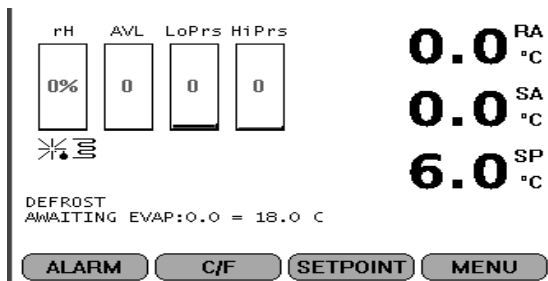 rH AVL LoPrs HiPrs
0% 0 0 0
0.0 RA °C
0.0 SA °C
6.0 SP °C
DEFROST
AWAITING EVAP:0.0 = 18.0 C
ALARM C/F SETPOINT MENU